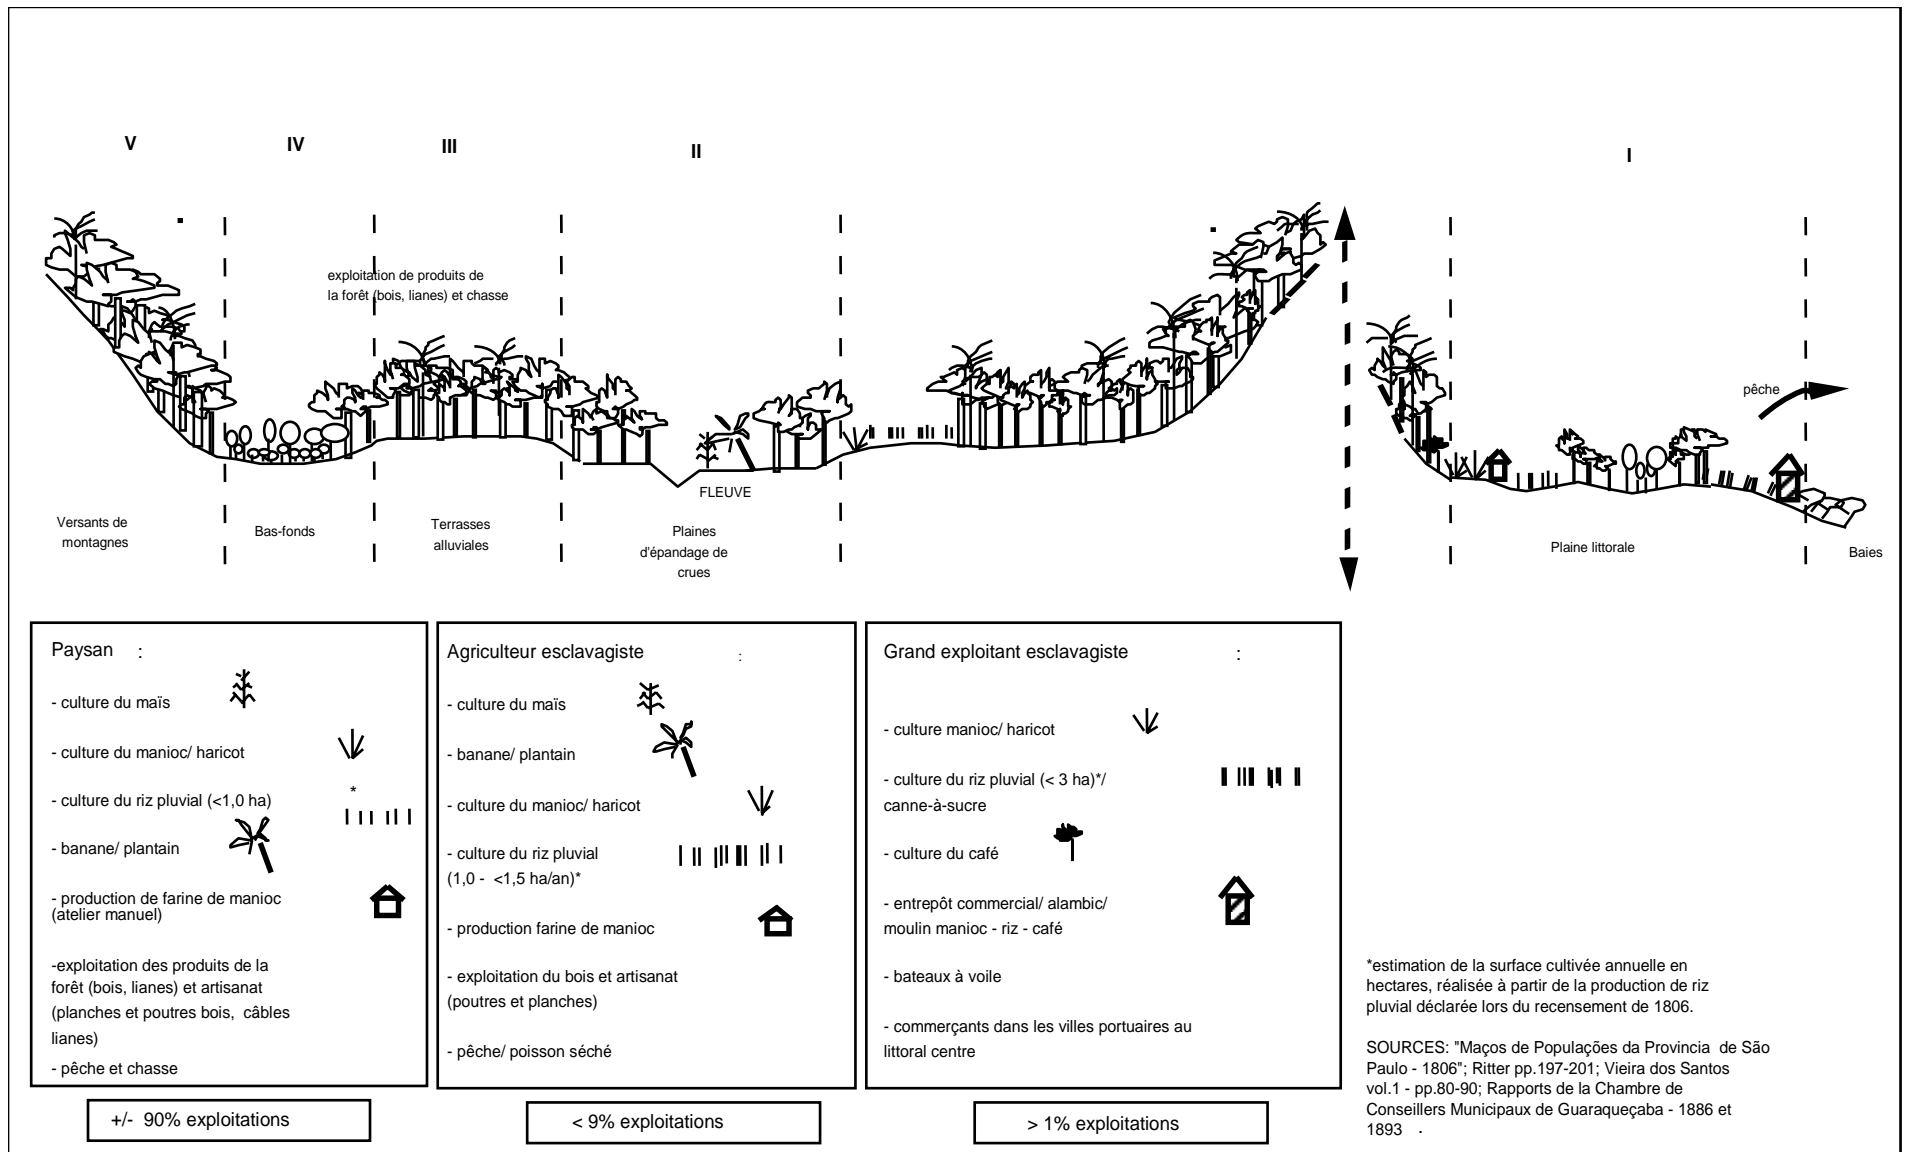 V
IV
III
II
I
exploitation de produits de
la forêt (bois, lianes) et chasse
pêche
FLEUVE
Versants de
montagnes
Bas-fonds
Terrasses
alluviales
Plaines
d'épandage de
crues
Plaine littorale
Baies
Paysan :
- culture du maïs
- culture du manioc/ haricot
- culture du riz pluvial (<1,0 ha) *
- banane/ plantain
- production de farine de manioc
(atelier manuel)
-exploitation des produits de la
forêt (bois, lianes) et artisanat
(planches et poutres bois, câbles
lianes)
- pêche et chasse
+/- 90% exploitations
Agriculteur esclavagiste :
- culture du maïs
- banane/ plantain
- culture du manioc/ haricot
- culture du riz pluvial
(1,0 - <1,5 ha/an)*
- production farine de manioc
- exploitation du bois et artisanat
(poutres et planches)
- pêche/ poisson séché
< 9% exploitations
Grand exploitant esclavagiste :
- culture manioc/ haricot
- culture du riz pluvial (< 3 ha)*/
canne-à-sucre
- culture du café
- entrepôt commercial/ alambic/
moulin manioc - riz - café
- bateaux à voile
- commerçants dans les villes portuaires au
littoral centre
> 1% exploitations
*estimation de la surface cultivée annuelle en
hectares, réalisée à partir de la production de riz
pluvial déclarée lors du recensement de 1806.
SOURCES: "Maços de Populações da Provincia de São
Paulo - 1806"; Ritter pp.197-201; Vieira dos Santos
vol.1 - pp.80-90; Rapports de la Chambre de
Conseillers Municipaux de Guaraqueçaba - 1886 et
1893 .